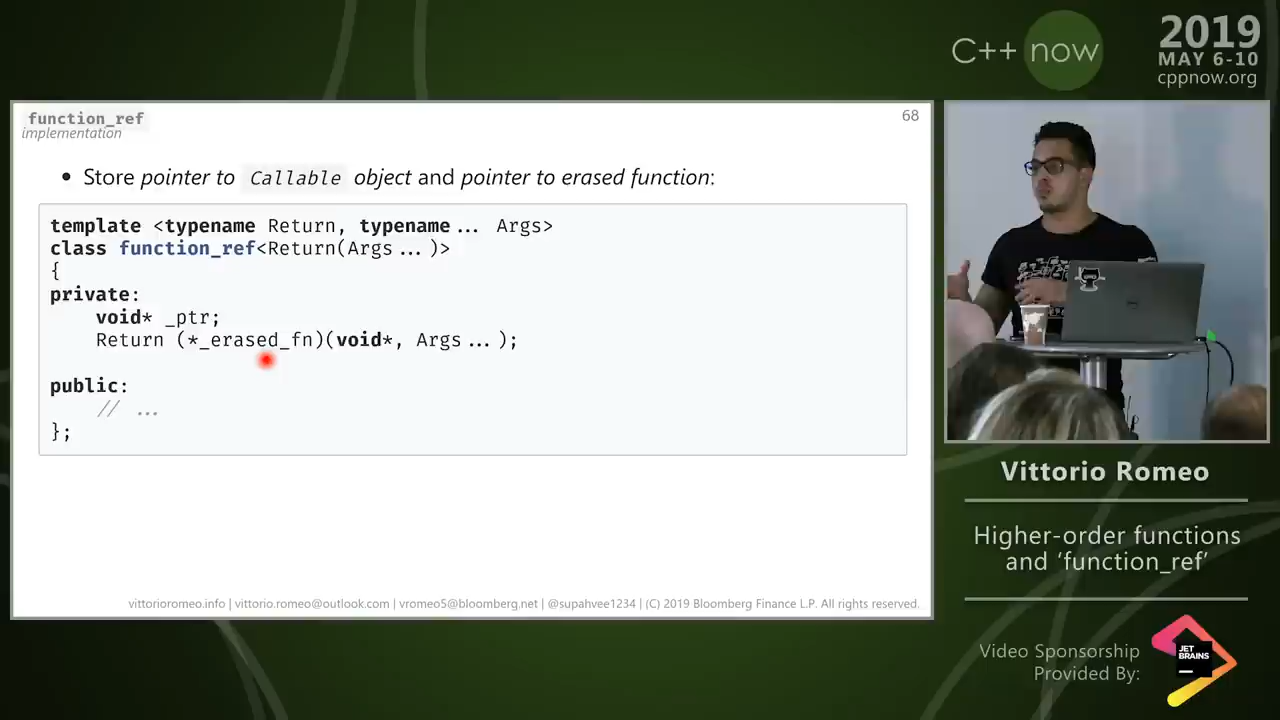 C++ now
2019
MAY 6-10
cppnow.org
function_ref
implementation
68
• Store pointer to Callable object and pointer to erased function:
template <typename Return, typename... Args>
class function_ref<Return(Args...)>
{
private:
void* _ptr;
Return (*_erased_fn)(void*, Args...);
public:
// ...
};
vittorioromeo.info | vittorio.romeo@outlook.com | vromeo5@bloomberg.net | @supahvee1234 | (C) 2019 Bloomberg Finance L.P. All rights reserved.
Vittorio Romeo
Higher-order functions
and ‘function_ref’
Video Sponsorship
Provided By:
JET
BRAINS